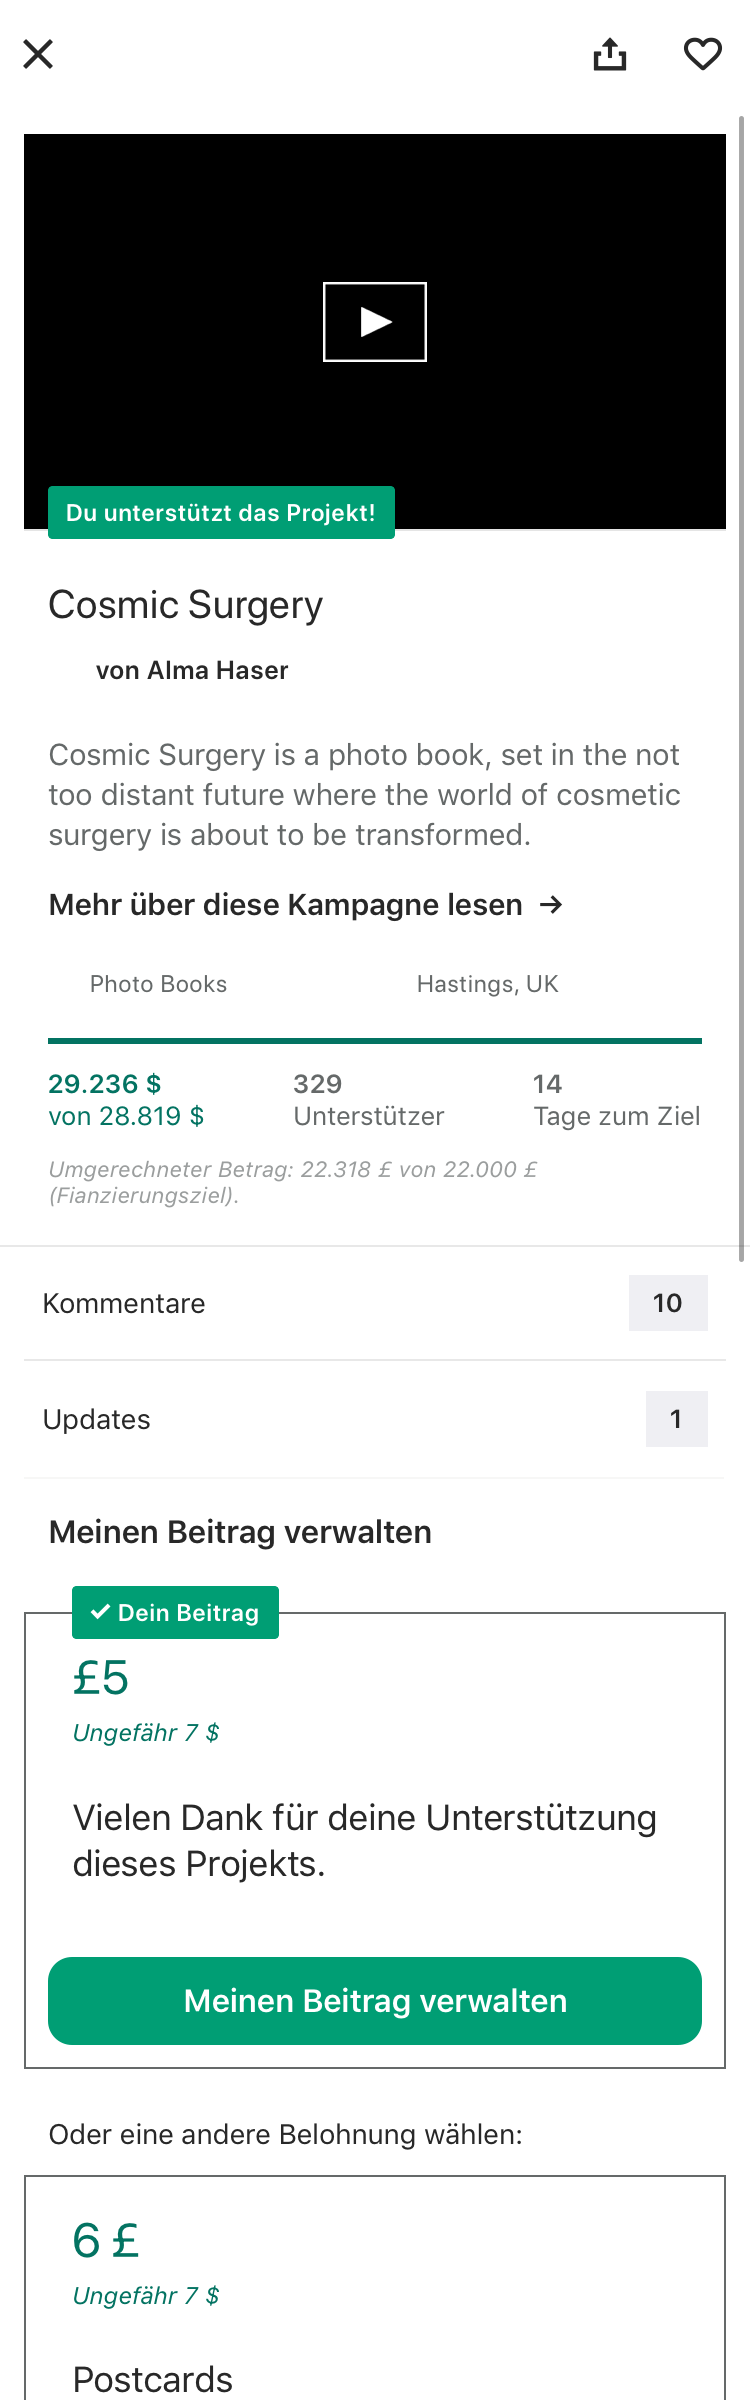 Du unterstützt das Projekt!
Cosmic Surgery
von Alma Haser
Cosmic Surgery is a photo book, set in the not
too distant future where the world of cosmetic
surgery is about to be transformed.
Mehr über diese Kampagne lesen →
Photo Books
Hastings, UK
29.236 $
von 28.819 $
329
Unterstützer
14
Tage zum Ziel
Umgerechneter Betrag: 22.318 £ von 22.000 £
(Fianzierungsziel).
Kommentare
10
Updates
1
Meinen Beitrag verwalten
✓ Dein Beitrag
£5
Ungefähr 7 $
Vielen Dank für deine Unterstützung
dieses Projekts.
Meinen Beitrag verwalten
Oder eine andere Belohnung wählen:
6 £
Ungefähr 7 $
Postcards